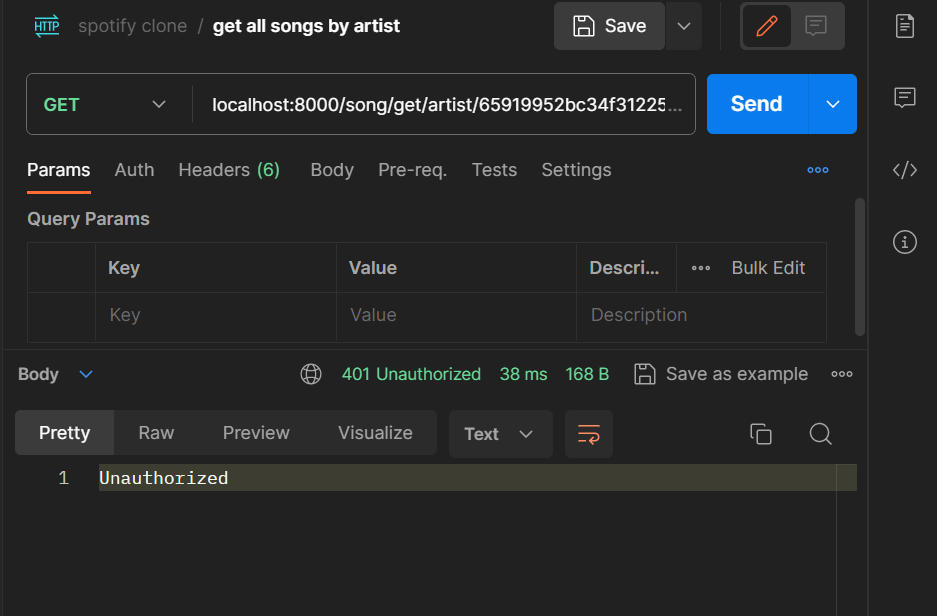 HTTP spotify clone / get all songs by artist Save
GET localhost:8000/song/get/artist/65919952bc34f31225... Send
Params Auth Headers (6) Body Pre-req. Tests Settings
Query Params
Key Value Descri... Bulk Edit
Key Value Description
Body 401 Unauthorized 38 ms 168 B Save as example
Pretty Raw Preview Visualize Text
1 Unauthorized